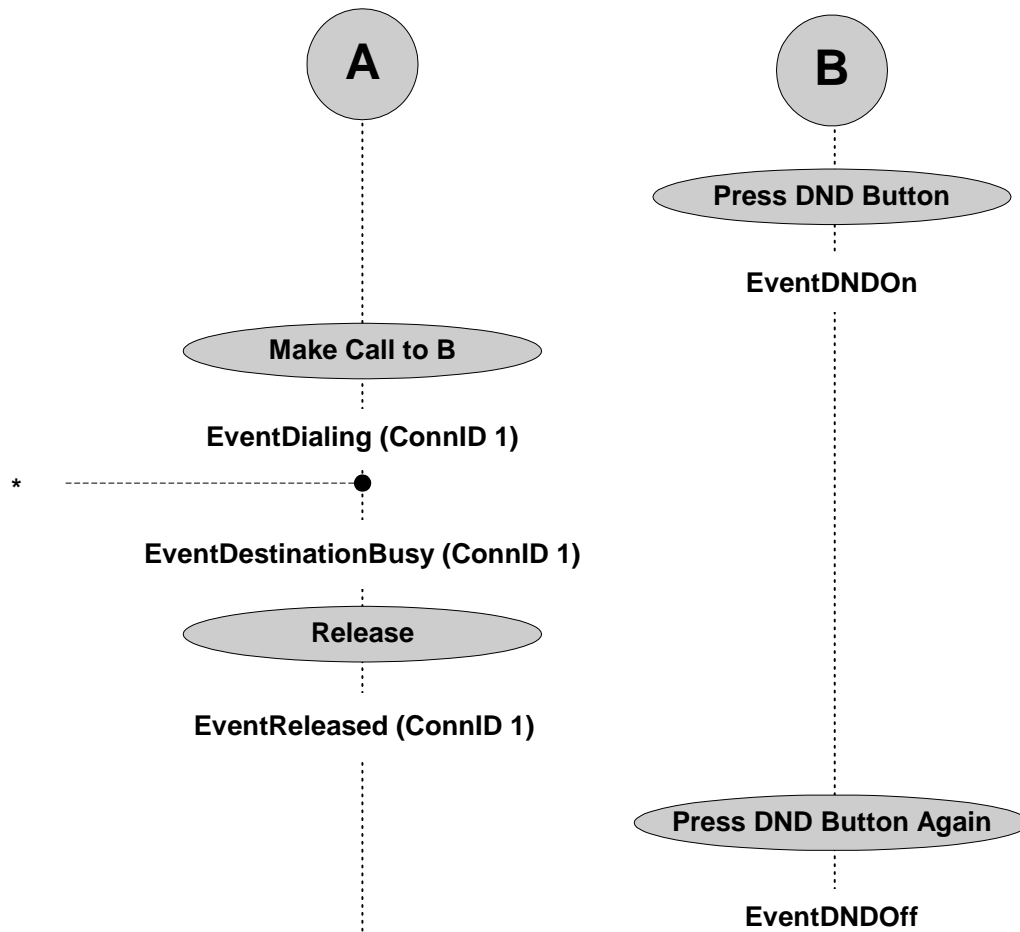 A
B
Press DND Button
EventDNDOn
Make Call to B
EventDialing (ConnID 1)
*
EventDestinationBusy (ConnID 1)
Release
EventReleased (ConnID 1)
Press DND Button Again
EventDNDOff